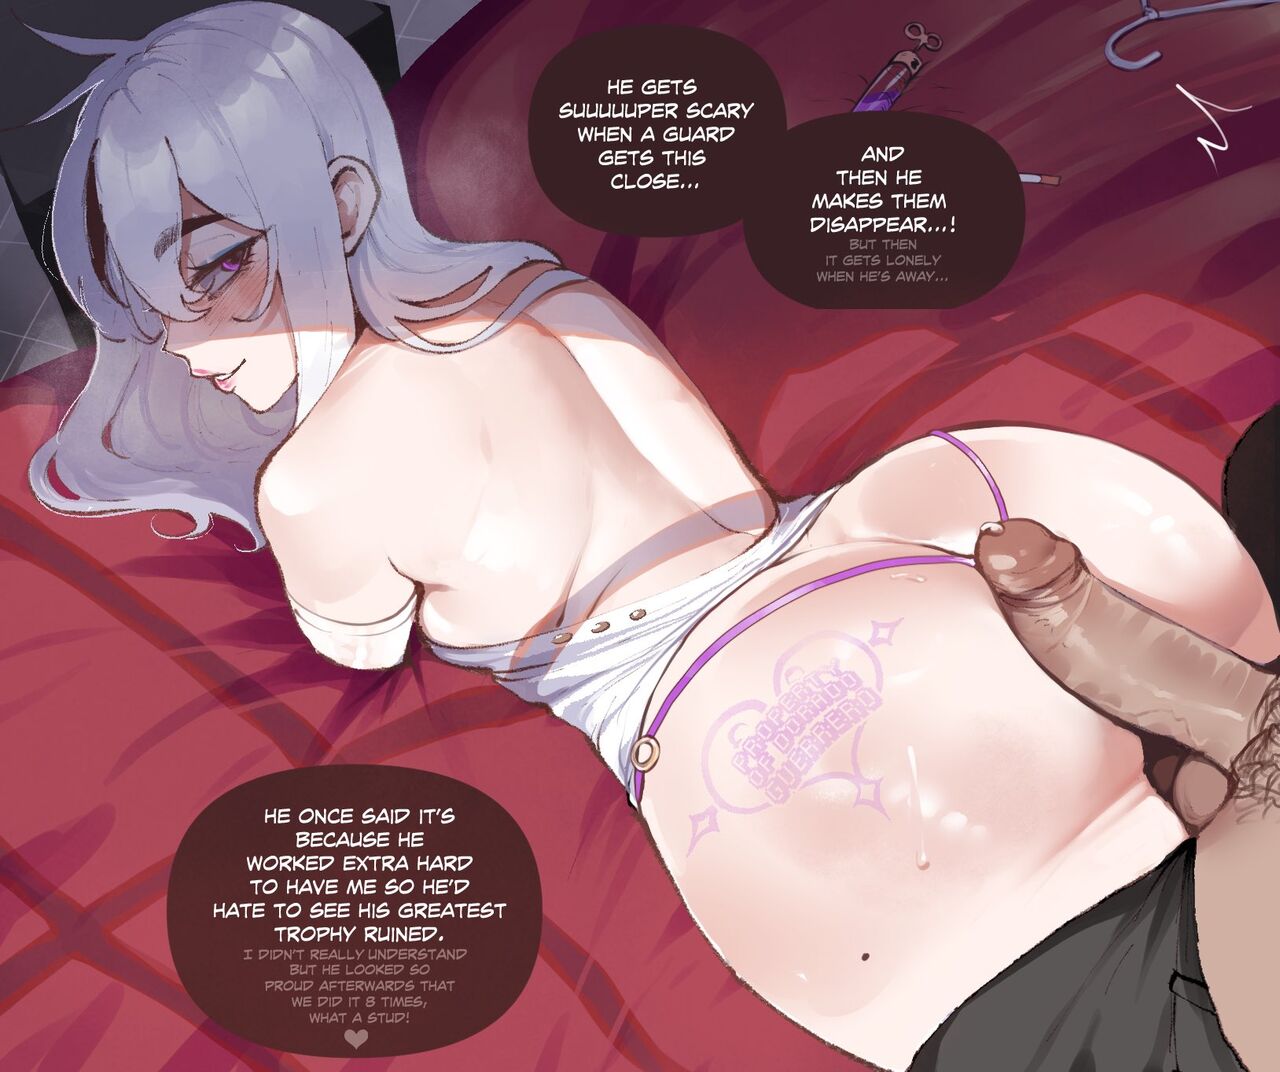 HE GETS
SUUUUUPER SCARY
WHEN A GUARD
GETS THIS
CLOSE...
AND
THEN HE
MAKES THEM
DISAPPEAR...!
BUT THEN
IT GETS LONELY
WHEN HE'S AWAY...
PROPERTY
OF DORADO
GUERRERO
HE ONCE SAID IT'S
BECAUSE HE
WORKED EXTRA HARD
TO HAVE ME SO HE'D
HATE TO SEE HIS GREATEST
TROPHY RUINED.
I DIDN'T REALLY UNDERSTAND
BUT HE LOOKED SO
PROUD AFTERWARDS THAT
WE DID IT 8 TIMES,
WHAT A STUD!